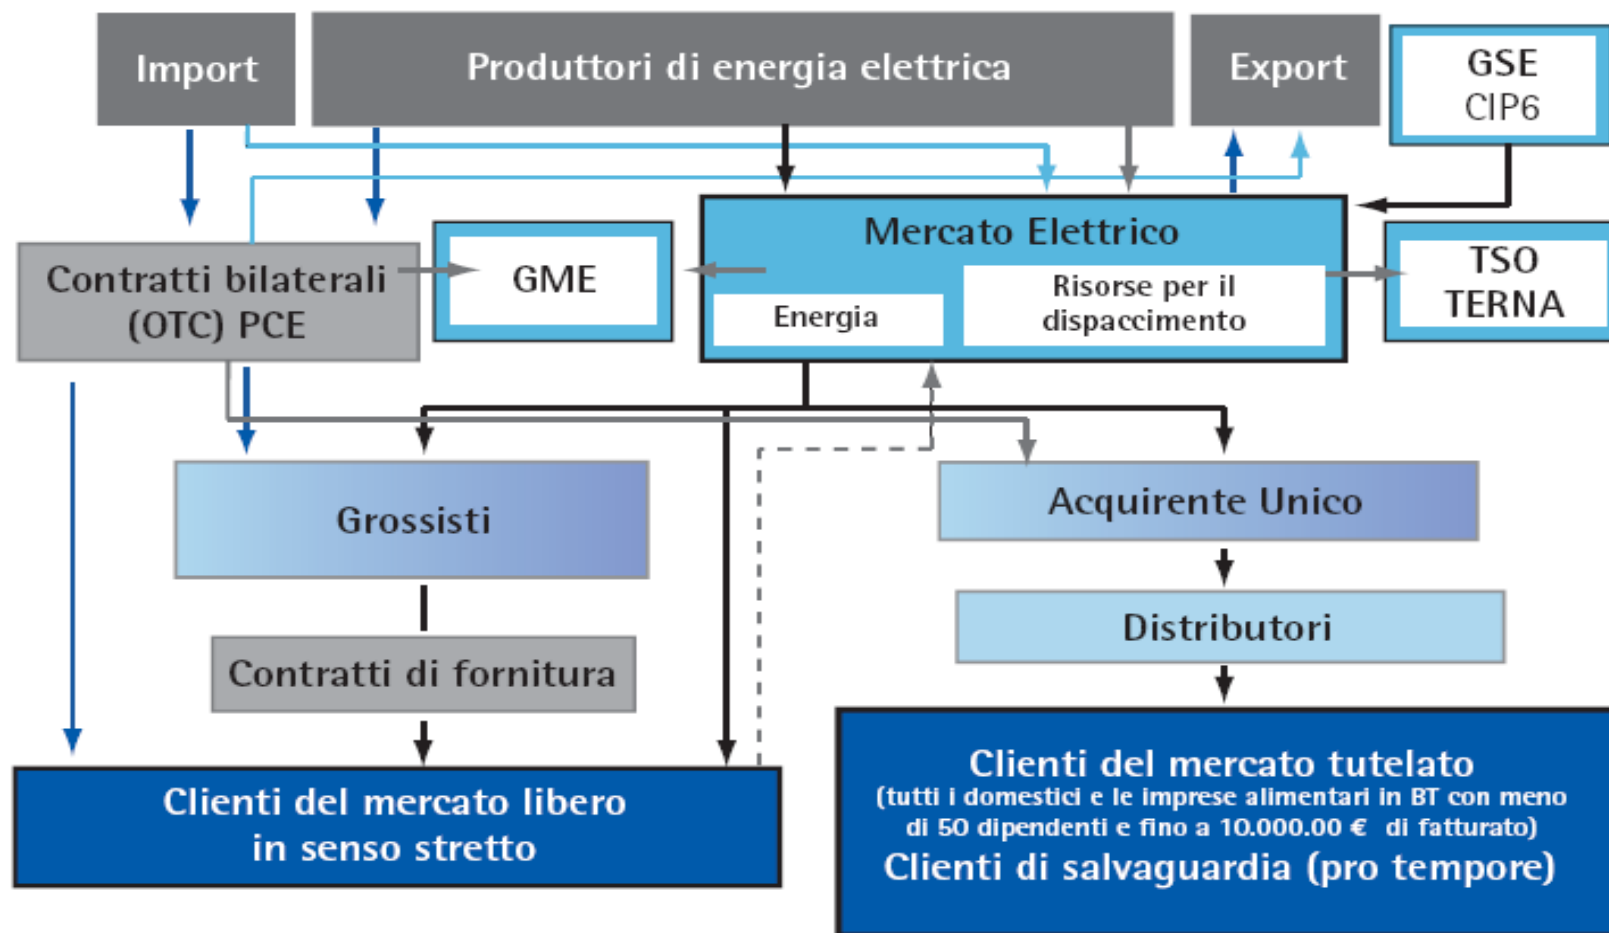 Import
Produttori di energia elettrica
Export
GSE
CIP6
Contratti bilaterali
(OTC) PCE
GME
Mercato Elettrico
Energia
Risorse per il
dispaccimento
TSO
TERNA
Grossisti
Acquirente Unico
Contratti di fornitura
Distributori
Clienti del mercato libero
in senso stretto
Clienti del mercato tutelato
(tutti i domestici e le imprese alimentari in BT con meno
di 50 dipendenti e fino a 10.000.00 € di fatturato)
Clienti di salvaguardia (pro tempore)